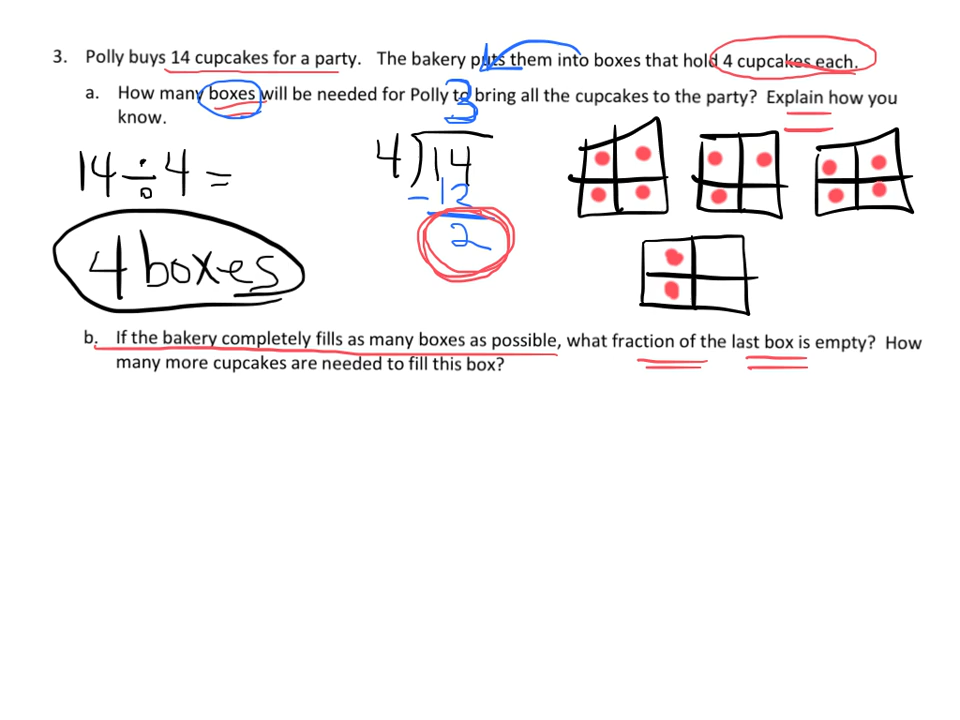 3. Polly buys 14 cupcakes for a party. The bakery puts them into boxes that hold 4 cupcakes each.
a. How many boxes will be needed for Polly to bring all the cupcakes to the party? Explain how you
know.
3
14 ÷ 4 =
4)14
-12
2
4 boxes
b. If the bakery completely fills as many boxes as possible, what fraction of the last box is empty? How
many more cupcakes are needed to fill this box?